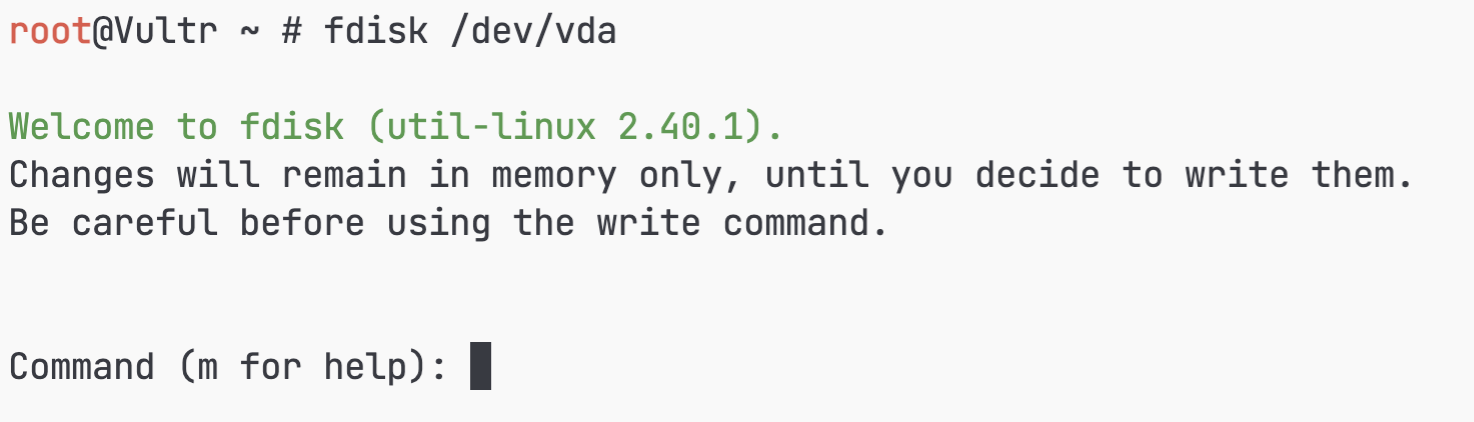 root@Vultr ~ # fdisk /dev/vda
Welcome to fdisk (util-linux 2.40.1).
Changes will remain in memory only, until you decide to write them.
Be careful before using the write command.
Command (m for help):